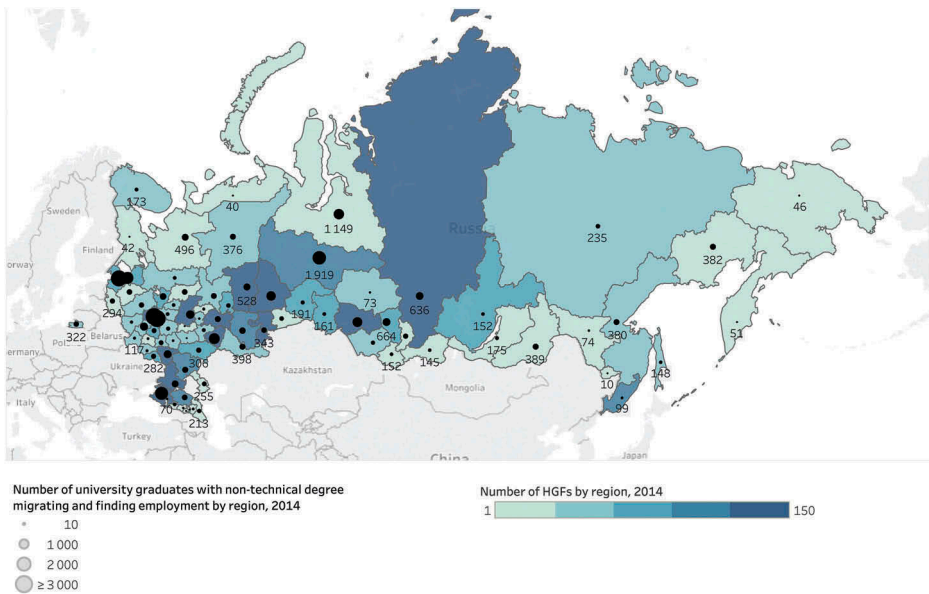 Sweden
Finland
orway
Russia
173
40
1 149
46
42
496
376
235
382
1 919
528
73
636
294
191
161
152
51
322
Belarus
664
380
Pola
343
175
74
ermany
117
398
389
308
152
145
148
282
Ukraine
Kazakhstan
10
255
Mongolia
99
Italy
70
213
Turkey
China
Japan
Number of university graduates with non-technical degree
migrating and finding employment by region, 2014
10
1 000
2 000
≥ 3 000
Number of HGFs by region, 2014
1 150